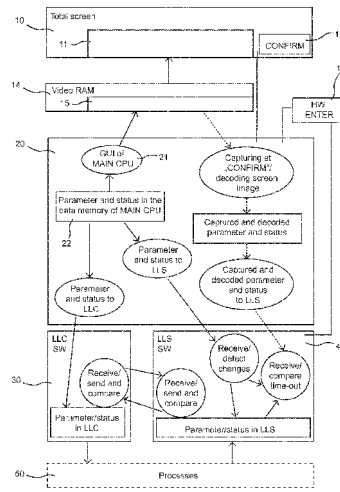 10
Total screen
11
CONFIRM
14
Video RAM
15
HW
ENTER
20
GUI of
MAIN CPU
21
Capturing at
„CONFIRM“/
decoding screen
image
Parameter and status in the
data memory of MAIN CPU
22
Captured and decoded
parameter and status
Parameter
and status to
LLS
Captured and
decoded parameter
and status
to LLS
Parameter
and status to
LLC
LLC
SW
LLS
SW
30
Receive/
send and
compare
Receive/
send and
compare
Receive/
detect
changes
Receive/
compare
time-out
Parameter/status
in LLC
Parameter/status in LLS
50
Processes